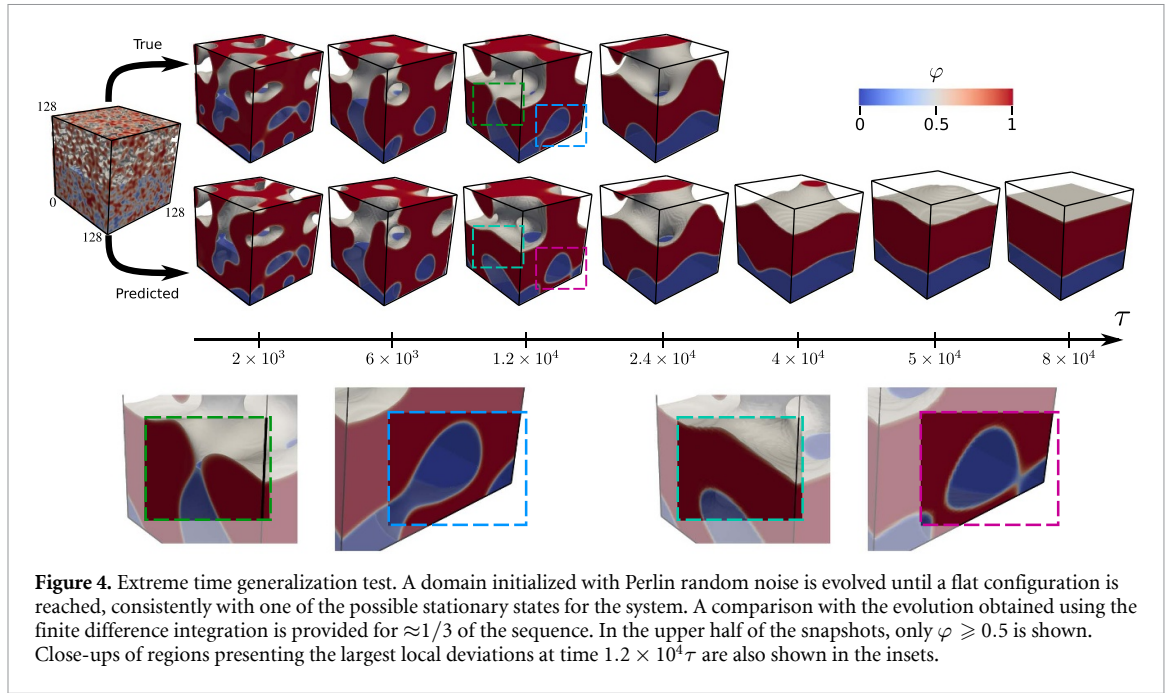 True
φ
0
0.5
1
128
0
128
128
Predicted
τ
2 × 10³
6 × 10³
1.2 × 10⁴
2.4 × 10⁴
4 × 10⁴
5 × 10⁴
8 × 10⁴
Figure 4. Extreme time generalization test. A domain initialized with Perlin random noise is evolved until a flat configuration is
reached, consistently with one of the possible stationary states for the system. A comparison with the evolution obtained using the
finite difference integration is provided for ≈1/3 of the sequence. In the upper half of the snapshots, only φ ⩾ 0.5 is shown.
Close-ups of regions presenting the largest local deviations at time 1.2 × 10⁴τ are also shown in the insets.